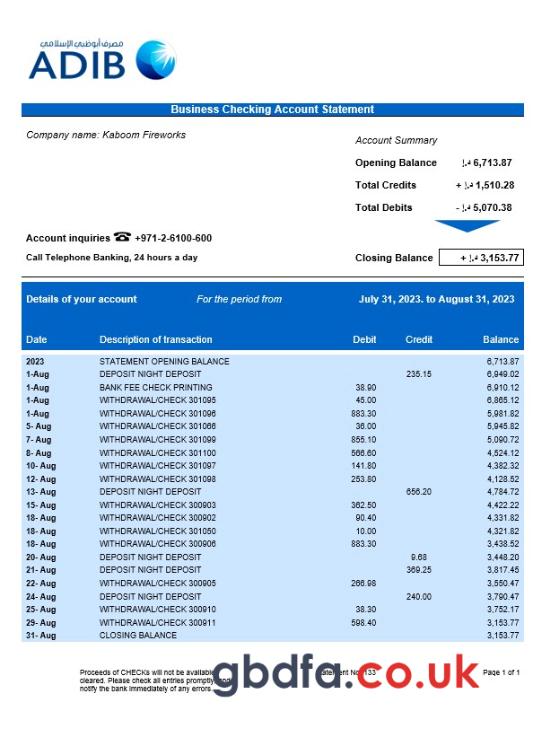 مصرف أبوظبي الإسلامي
ADIB
Business Checking Account Statement
Company name: Kaboom Fireworks
Account Summary
Opening Balance د.إ 6,713.87
Total Credits + د.إ 1,510.28
Total Debits - د.إ 5,070.38
Account inquiries ☎ +971-2-6100-600
Call Telephone Banking, 24 hours a day
Closing Balance + د.إ 3,153.77
Details of your account For the period from July 31, 2023. to August 31, 2023
Date Description of transaction Debit Credit Balance
2023 STATEMENT OPENING BALANCE 6,713.87
1-Aug DEPOSIT NIGHT DEPOSIT 235.15 6,949.02
1-Aug BANK FEE CHECK PRINTING 38.90 6,910.12
1-Aug WITHDRAWAL/CHECK 301095 45.00 6,865.12
1-Aug WITHDRAWAL/CHECK 301096 883.30 5,981.82
5- Aug WITHDRAWAL/CHECK 301066 36.00 5,945.82
7- Aug WITHDRAWAL/CHECK 301099 855.10 5,090.72
8- Aug WITHDRAWAL/CHECK 301100 566.60 4,524.12
10- Aug WITHDRAWAL/CHECK 301097 141.80 4,382.32
12- Aug WITHDRAWAL/CHECK 301098 253.80 4,128.52
13- Aug DEPOSIT NIGHT DEPOSIT 656.20 4,784.72
15- Aug WITHDRAWAL/CHECK 300903 362.50 4,422.22
18- Aug WITHDRAWAL/CHECK 300902 90.40 4,331.82
18- Aug WITHDRAWAL/CHECK 301050 10.00 4,321.82
18- Aug WITHDRAWAL/CHECK 300906 883.30 3,438.52
20- Aug DEPOSIT NIGHT DEPOSIT 9.68 3,448.20
21- Aug DEPOSIT NIGHT DEPOSIT 369.25 3,817.45
22- Aug WITHDRAWAL/CHECK 300905 266.98 3,550.47
24- Aug DEPOSIT NIGHT DEPOSIT 240.00 3,790.47
25- Aug WITHDRAWAL/CHECK 300910 38.30 3,752.17
29- Aug WITHDRAWAL/CHECK 300911 598.40 3,153.77
31- Aug CLOSING BALANCE 3,153.77
Proceeds of CHECKs will not be available
cleared. Please check all entries promptly and
notify the bank immediately of any errors.
133 Page 1 of 1
gbdfa.co.uk